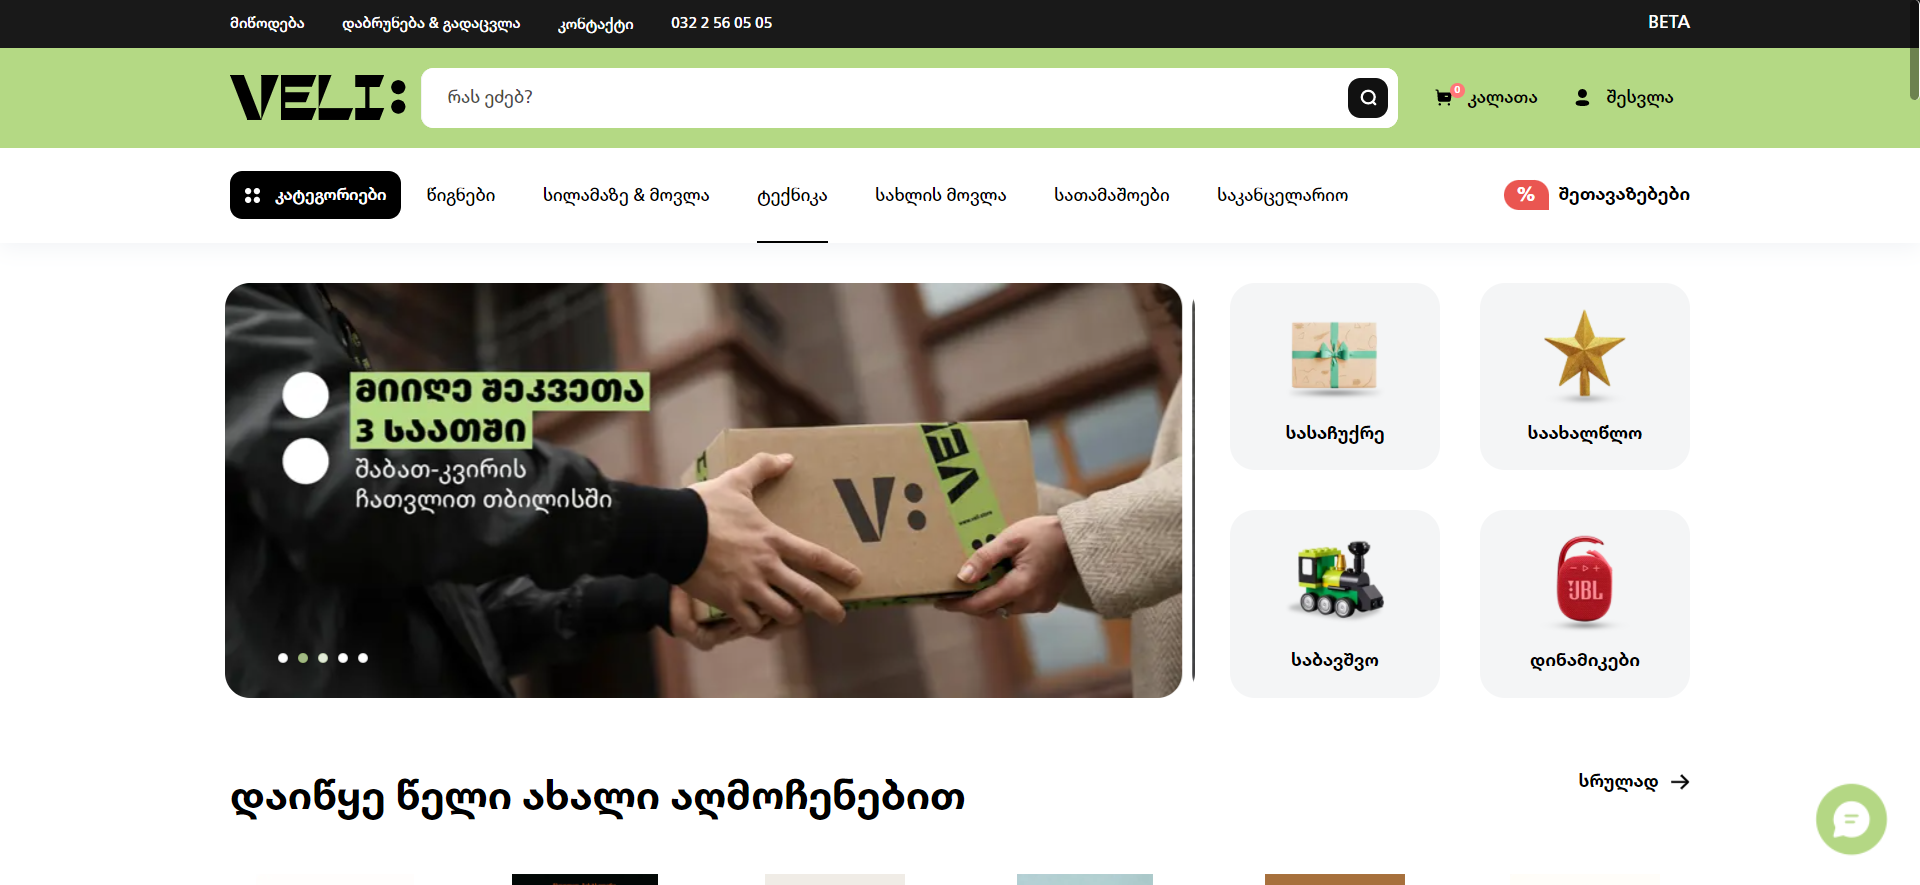 მიწოდება დაბრუნება & გადაცვლა კონტაქტი 032 2 56 05 05 BETA
VELI:
რას ეძებ?
0 კალათა შესვლა
კატეგორიები წიგნები სილამაზე & მოვლა ტექნიკა სახლის მოვლა სათამაშოები საკანცელარიო % შეთავაზებები
მიიღე შეკვეთა
3 საათში
შაბათ-კვირის
ჩათვლით თბილისში
V:
VELI
V:
სასაჩუქრე
საახალწლო
JBL
საბავშვო
დინამიკები
დაიწყე წელი ახალი აღმოჩენებით
სრულად